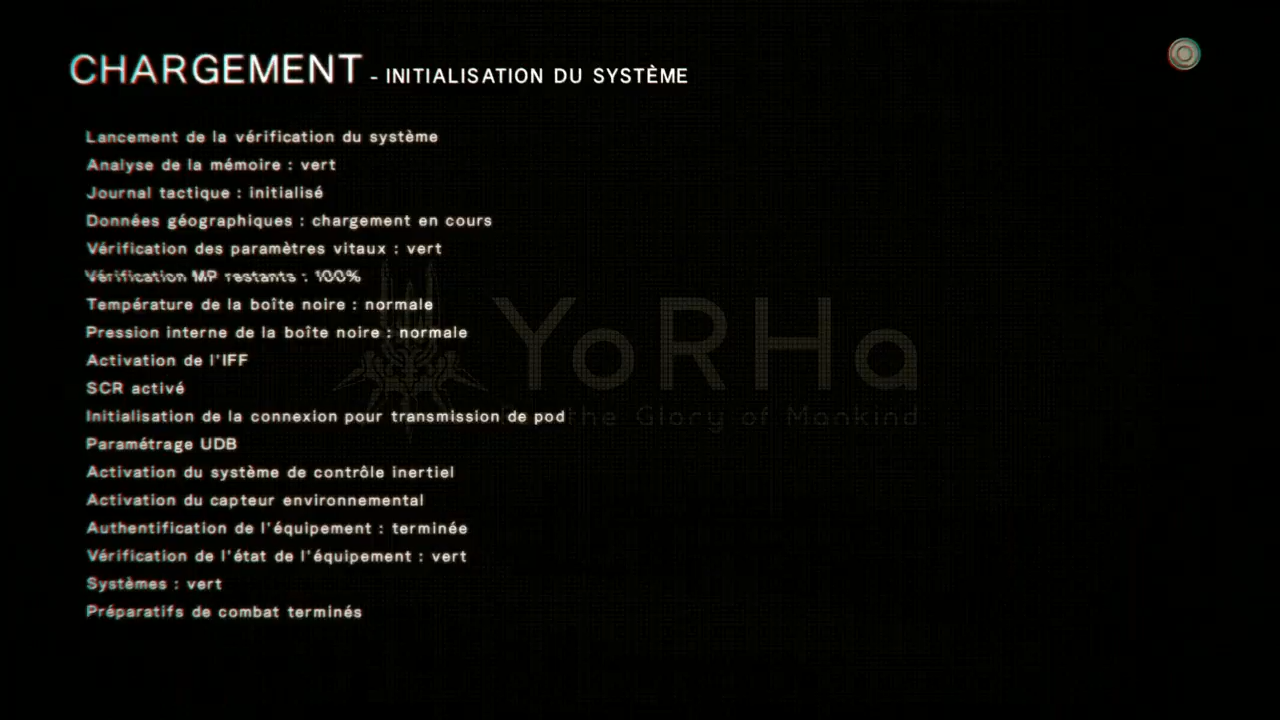 CHARGEMENT - INITIALISATION DU SYSTÈME
Lancement de la vérification du système
Analyse de la mémoire : vert
Journal tactique : initialisé
Données géographiques : chargement en cours
Vérification des paramètres vitaux : vert
Vérification MP restants : 100%
Température de la boîte noire : normale
Pression interne de la boîte noire : normale
Activation de l'IFF
SCR activé
Initialisation de la connexion pour transmission de pod
Paramétrage UDB
Activation du système de contrôle inertiel
Activation du capteur environnemental
Authentification de l'équipement : terminée
Vérification de l'état de l'équipement : vert
Systèmes : vert
Préparatifs de combat terminés
YoRHa
the Glory of Mankind